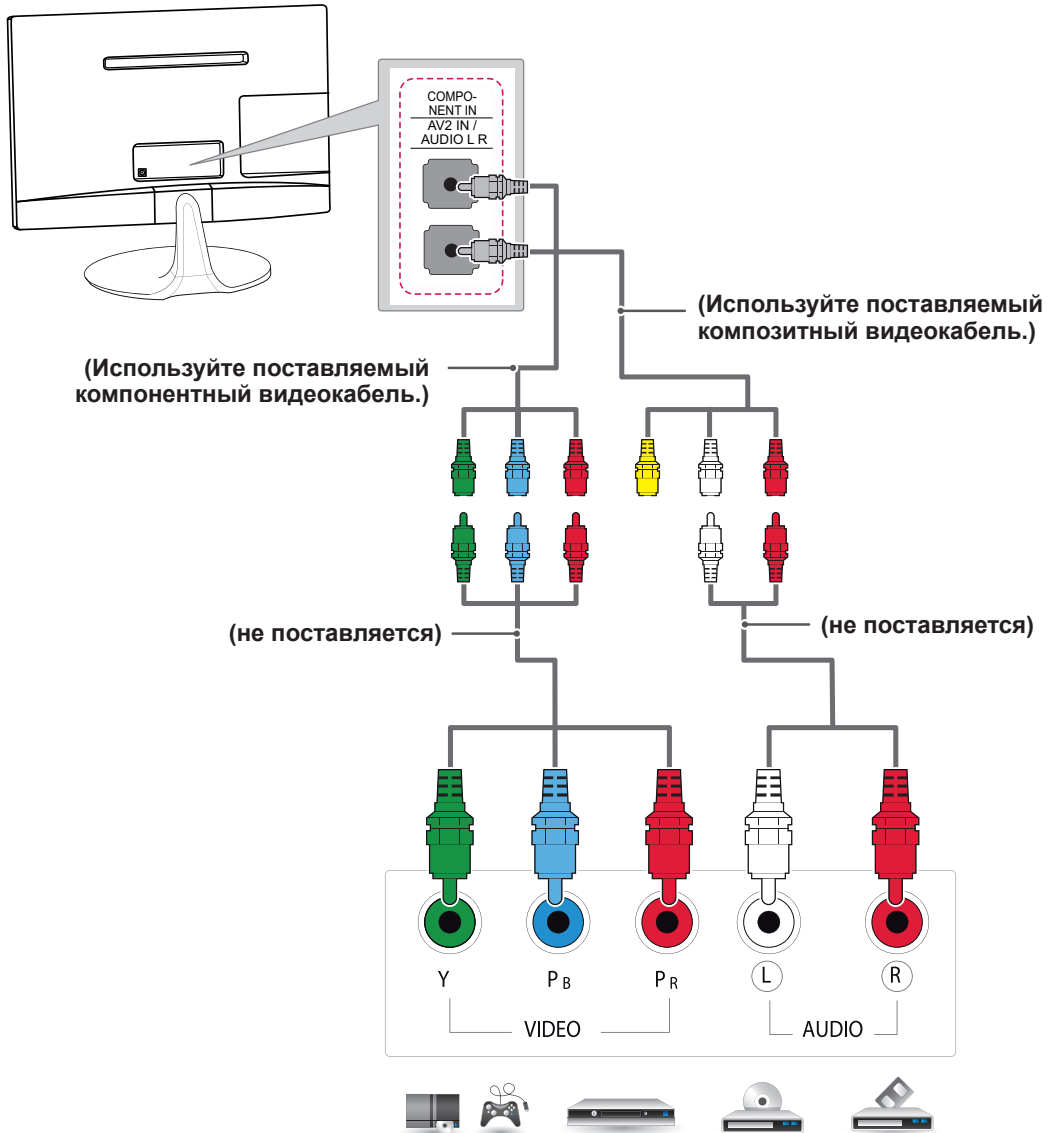 COMPO-
NENT IN
AV2 IN /
AUDIO L R
(Используйте поставляемый
композитный видеокабель.)
(Используйте поставляемый
компонентный видеокабель.)
(не поставляется)
(не поставляется)
Y
PB
PR
L
R
VIDEO
AUDIO